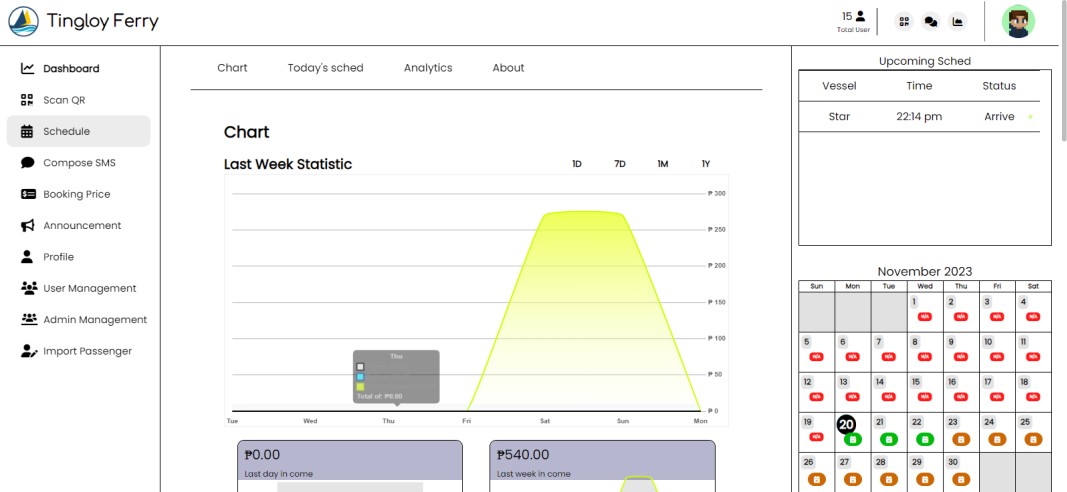 Tingloy Ferry
15
Total User
Dashboard
Scan QR
Schedule
Compose SMS
Booking Price
Announcement
Profile
User Management
Admin Management
Import Passenger
Chart Today's sched Analytics About
Chart
Last Week Statistic 1D 7D 1M 1Y
₱ 300
₱ 250
₱ 200
₱ 150
₱ 100
₱ 50
₱ 0
Thu
Total of: ₱0.00
Tue Wed Thu Fri Sat Sun Mon
₱0.00
Last day in come
₱540.00
Last week in come
Upcoming Sched
Vessel Time Status
Star 22:14 pm Arrive
November 2023
Sun Mon Tue Wed Thu Fri Sat
1 2 3 4
N/A N/A N/A N/A
5 6 7 8 9 10 11
N/A N/A N/A N/A N/A N/A N/A
12 13 14 15 16 17 18
N/A N/A N/A N/A N/A N/A N/A
19 20 21 22 23 24 25
N/A
26 27 28 29 30